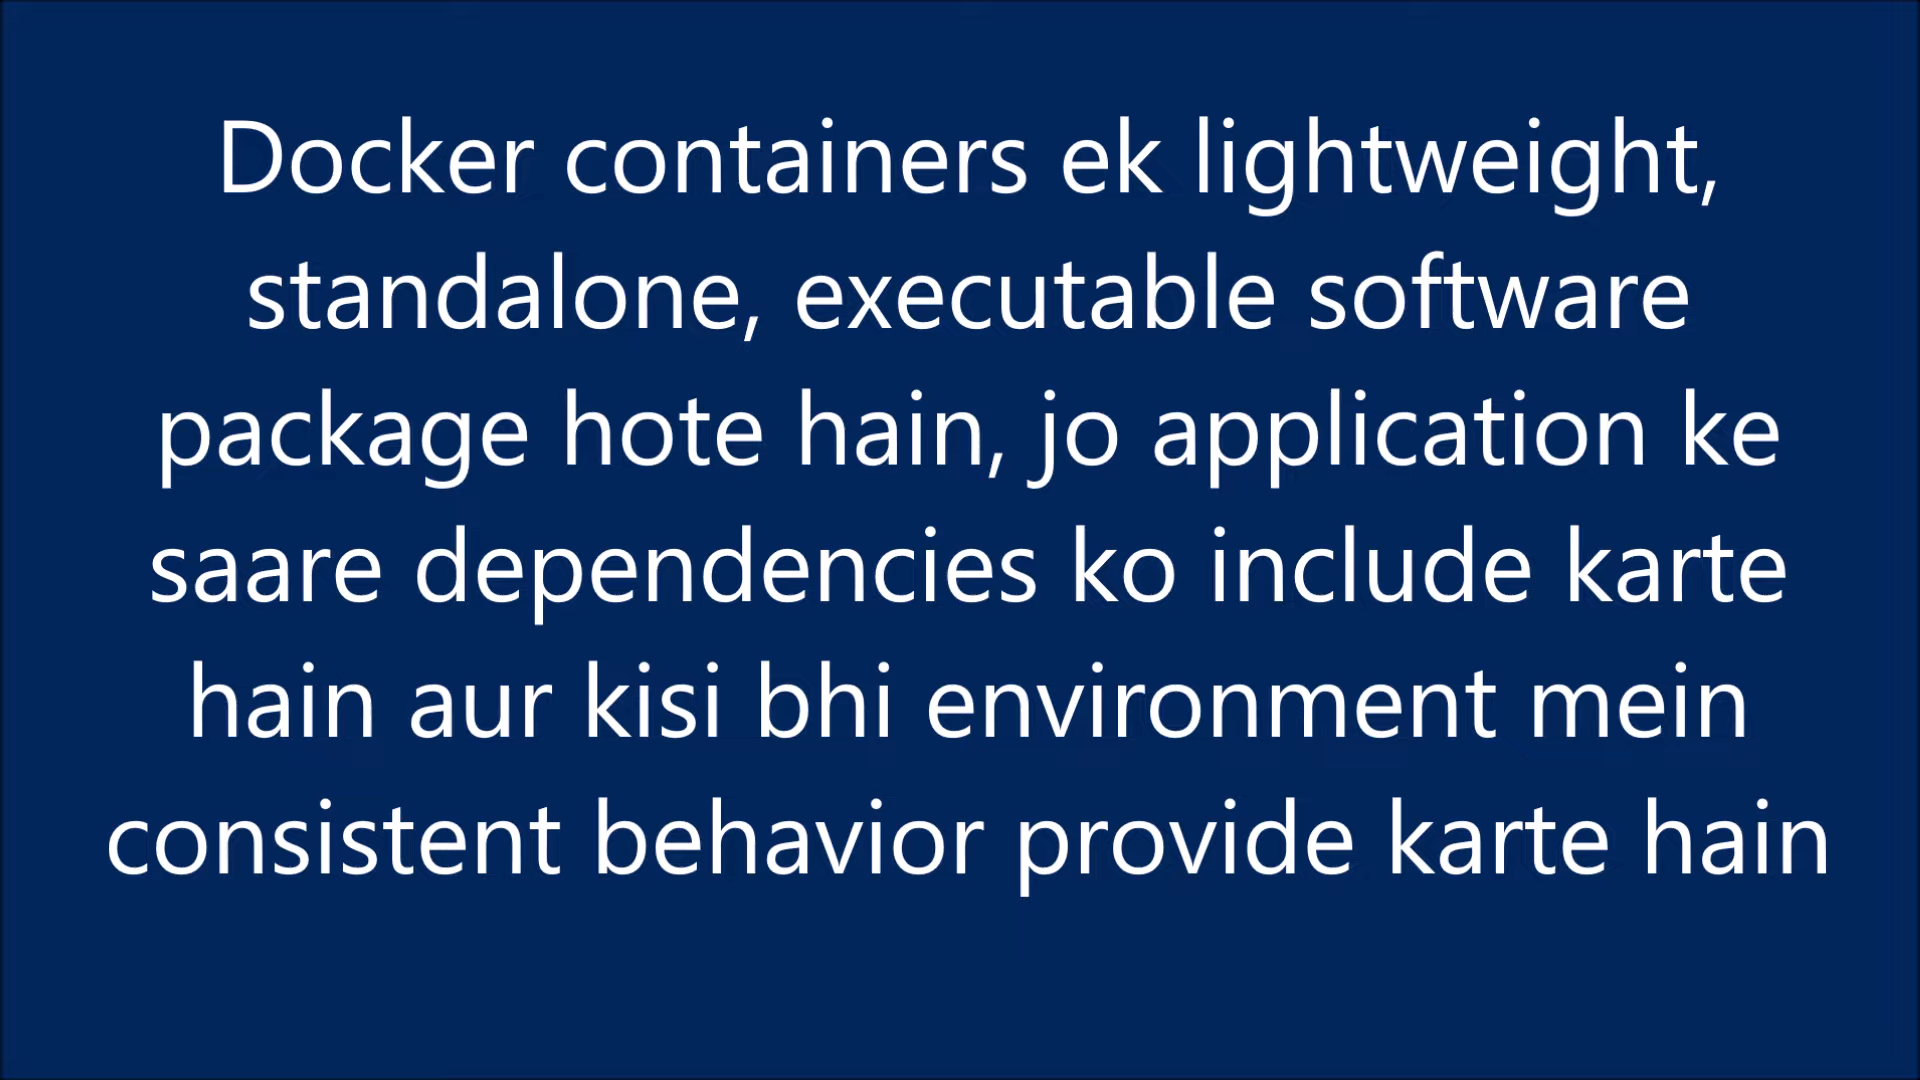 Docker containers ek lightweight,
standalone, executable software
package hote hain, jo application ke
saare dependencies ko include karte
hain aur kisi bhi environment mein
consistent behavior provide karte hain